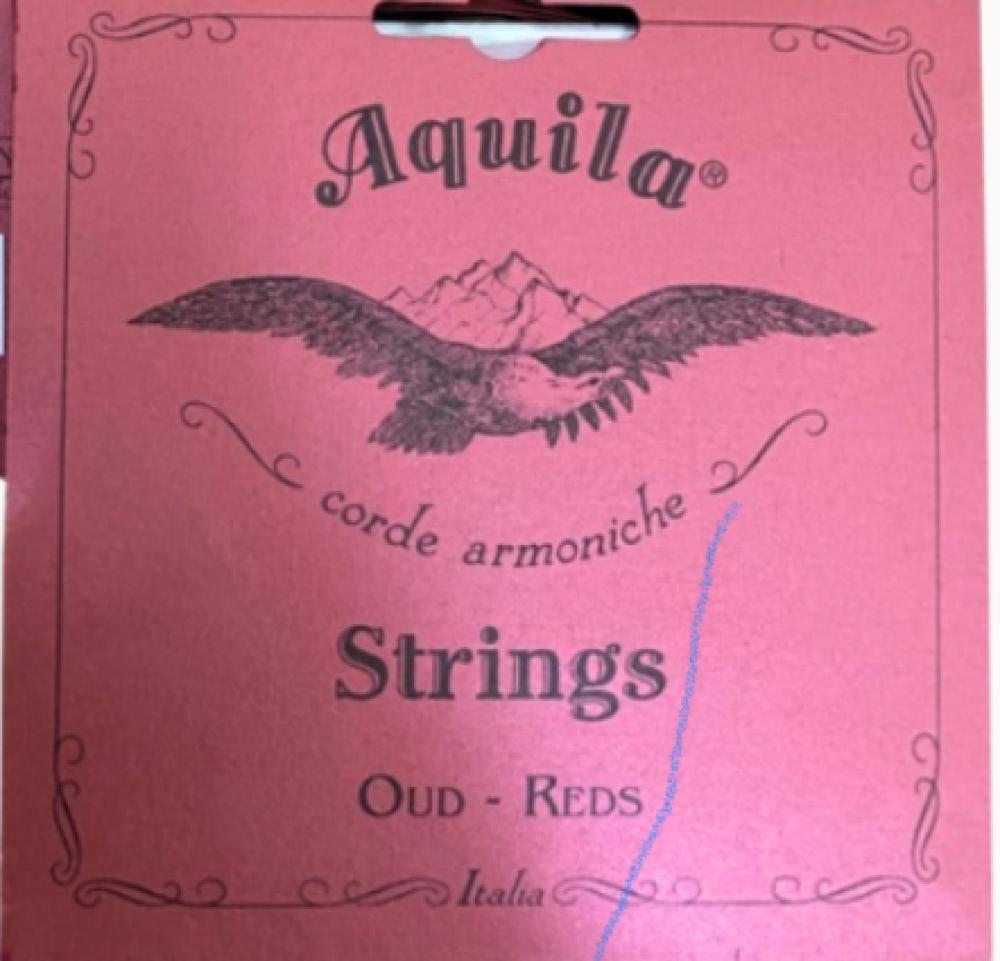 Aquila®
corde armoniche
Strings
OUD - REDS
Italia